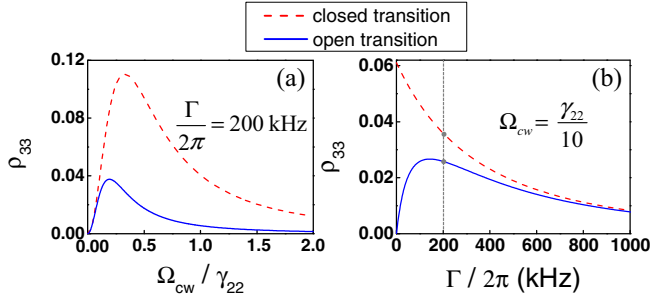 closed transition
open transition
(a)
0.12
0.08
0.04
0.00
ρ33
Γ/2π = 200 kHz
0.0 0.5 1.0 1.5 2.0
Ωcw / γ22
(b)
0.06
0.04
0.02
0.00
ρ33
Ωcw = γ22/10
0 200 400 600 800 1000
Γ / 2π (kHz)